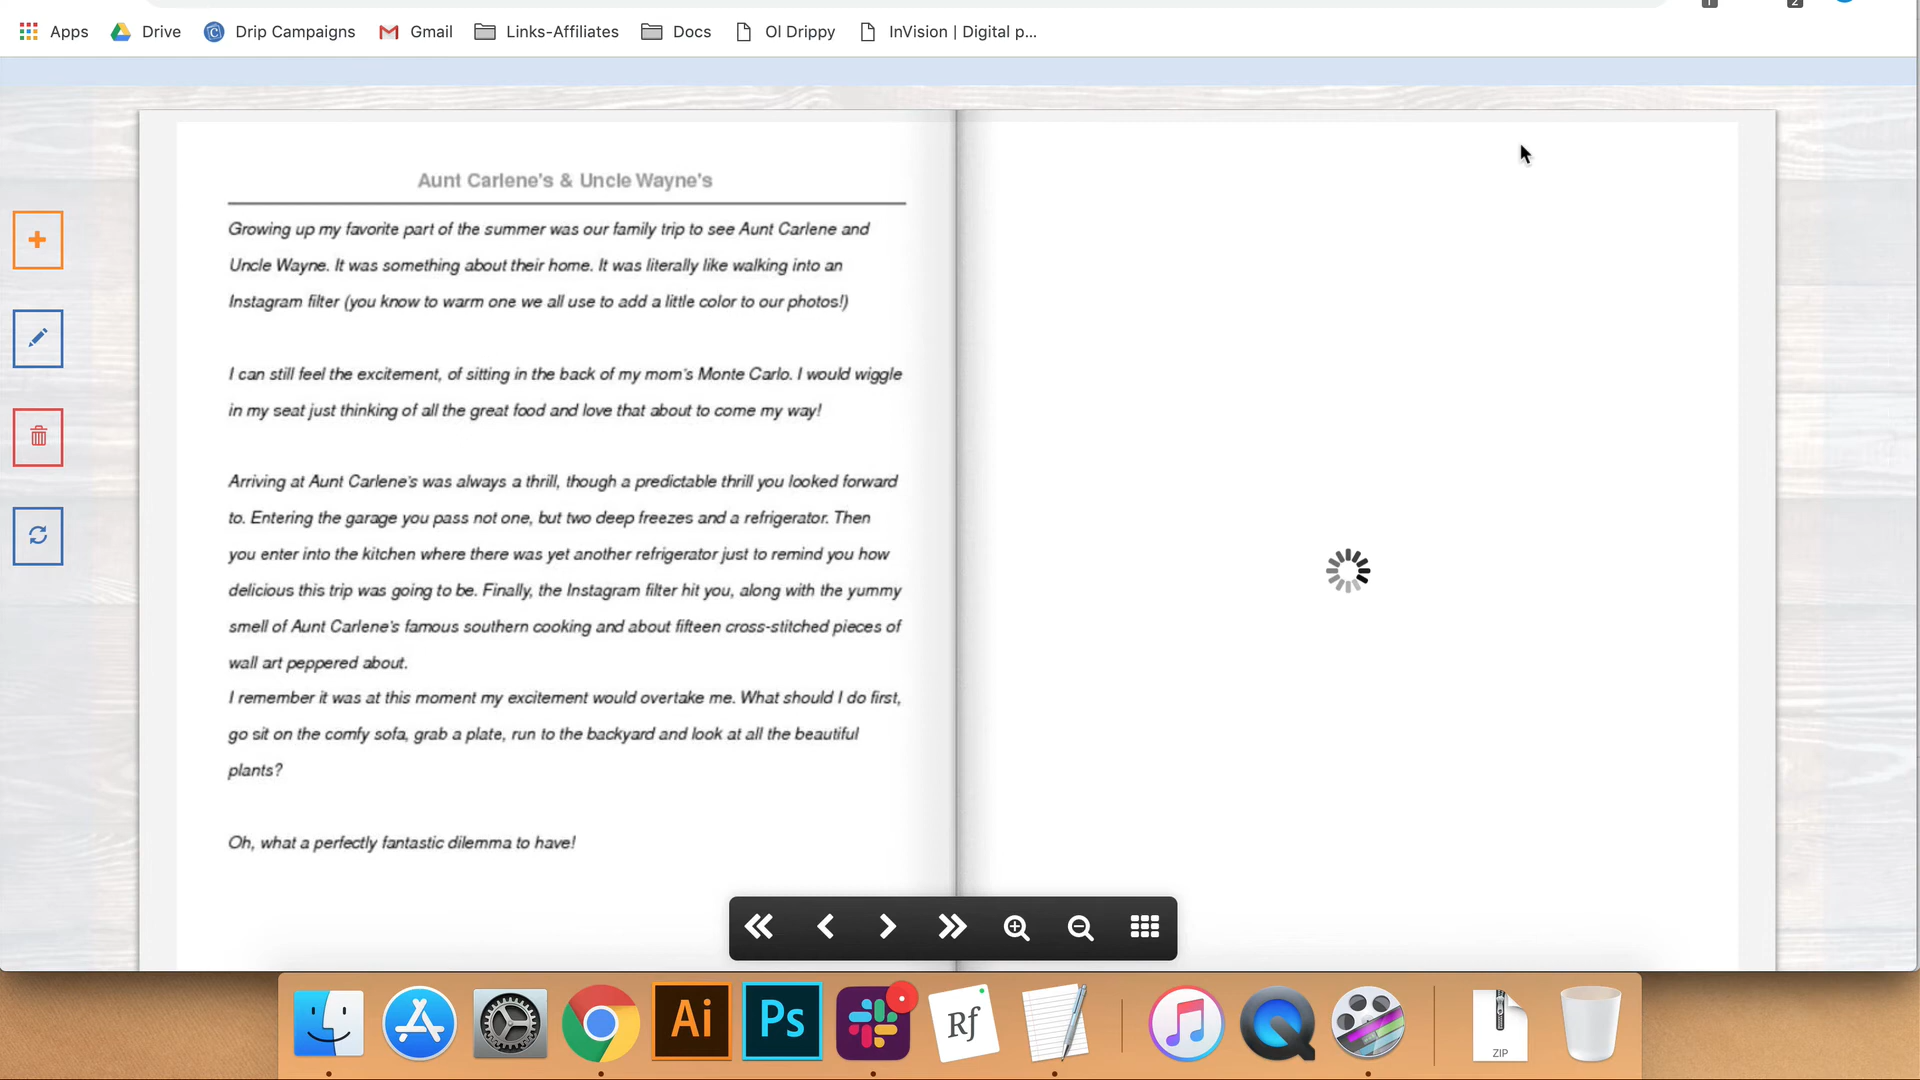 Apps Drive Drip Campaigns Gmail Links-Affiliates Docs Ol Drippy InVision | Digital p...
Aunt Carlene's & Uncle Wayne's
Growing up my favorite part of the summer was our family trip to see Aunt Carlene and
Uncle Wayne. It was something about their home. It was literally like walking into an
Instagram filter (you know to warm one we all use to add a little color to our photos!)
I can still feel the excitement, of sitting in the back of my mom's Monte Carlo. I would wiggle
in my seat just thinking of all the great food and love that about to come my way!
Arriving at Aunt Carlene's was always a thrill, though a predictable thrill you looked forward
to. Entering the garage you pass not one, but two deep freezes and a refrigerator. Then
you enter into the kitchen where there was yet another refrigerator just to remind you how
delicious this trip was going to be. Finally, the Instagram filter hit you, along with the yummy
smell of Aunt Carlene's famous southern cooking and about fifteen cross-stitched pieces of
wall art peppered about.
I remember it was at this moment my excitement would overtake me. What should I do first,
go sit on the comfy sofa, grab a plate, run to the backyard and look at all the beautiful
plants?
Oh, what a perfectly fantastic dilemma to have!
Ai Ps Rf ZIP